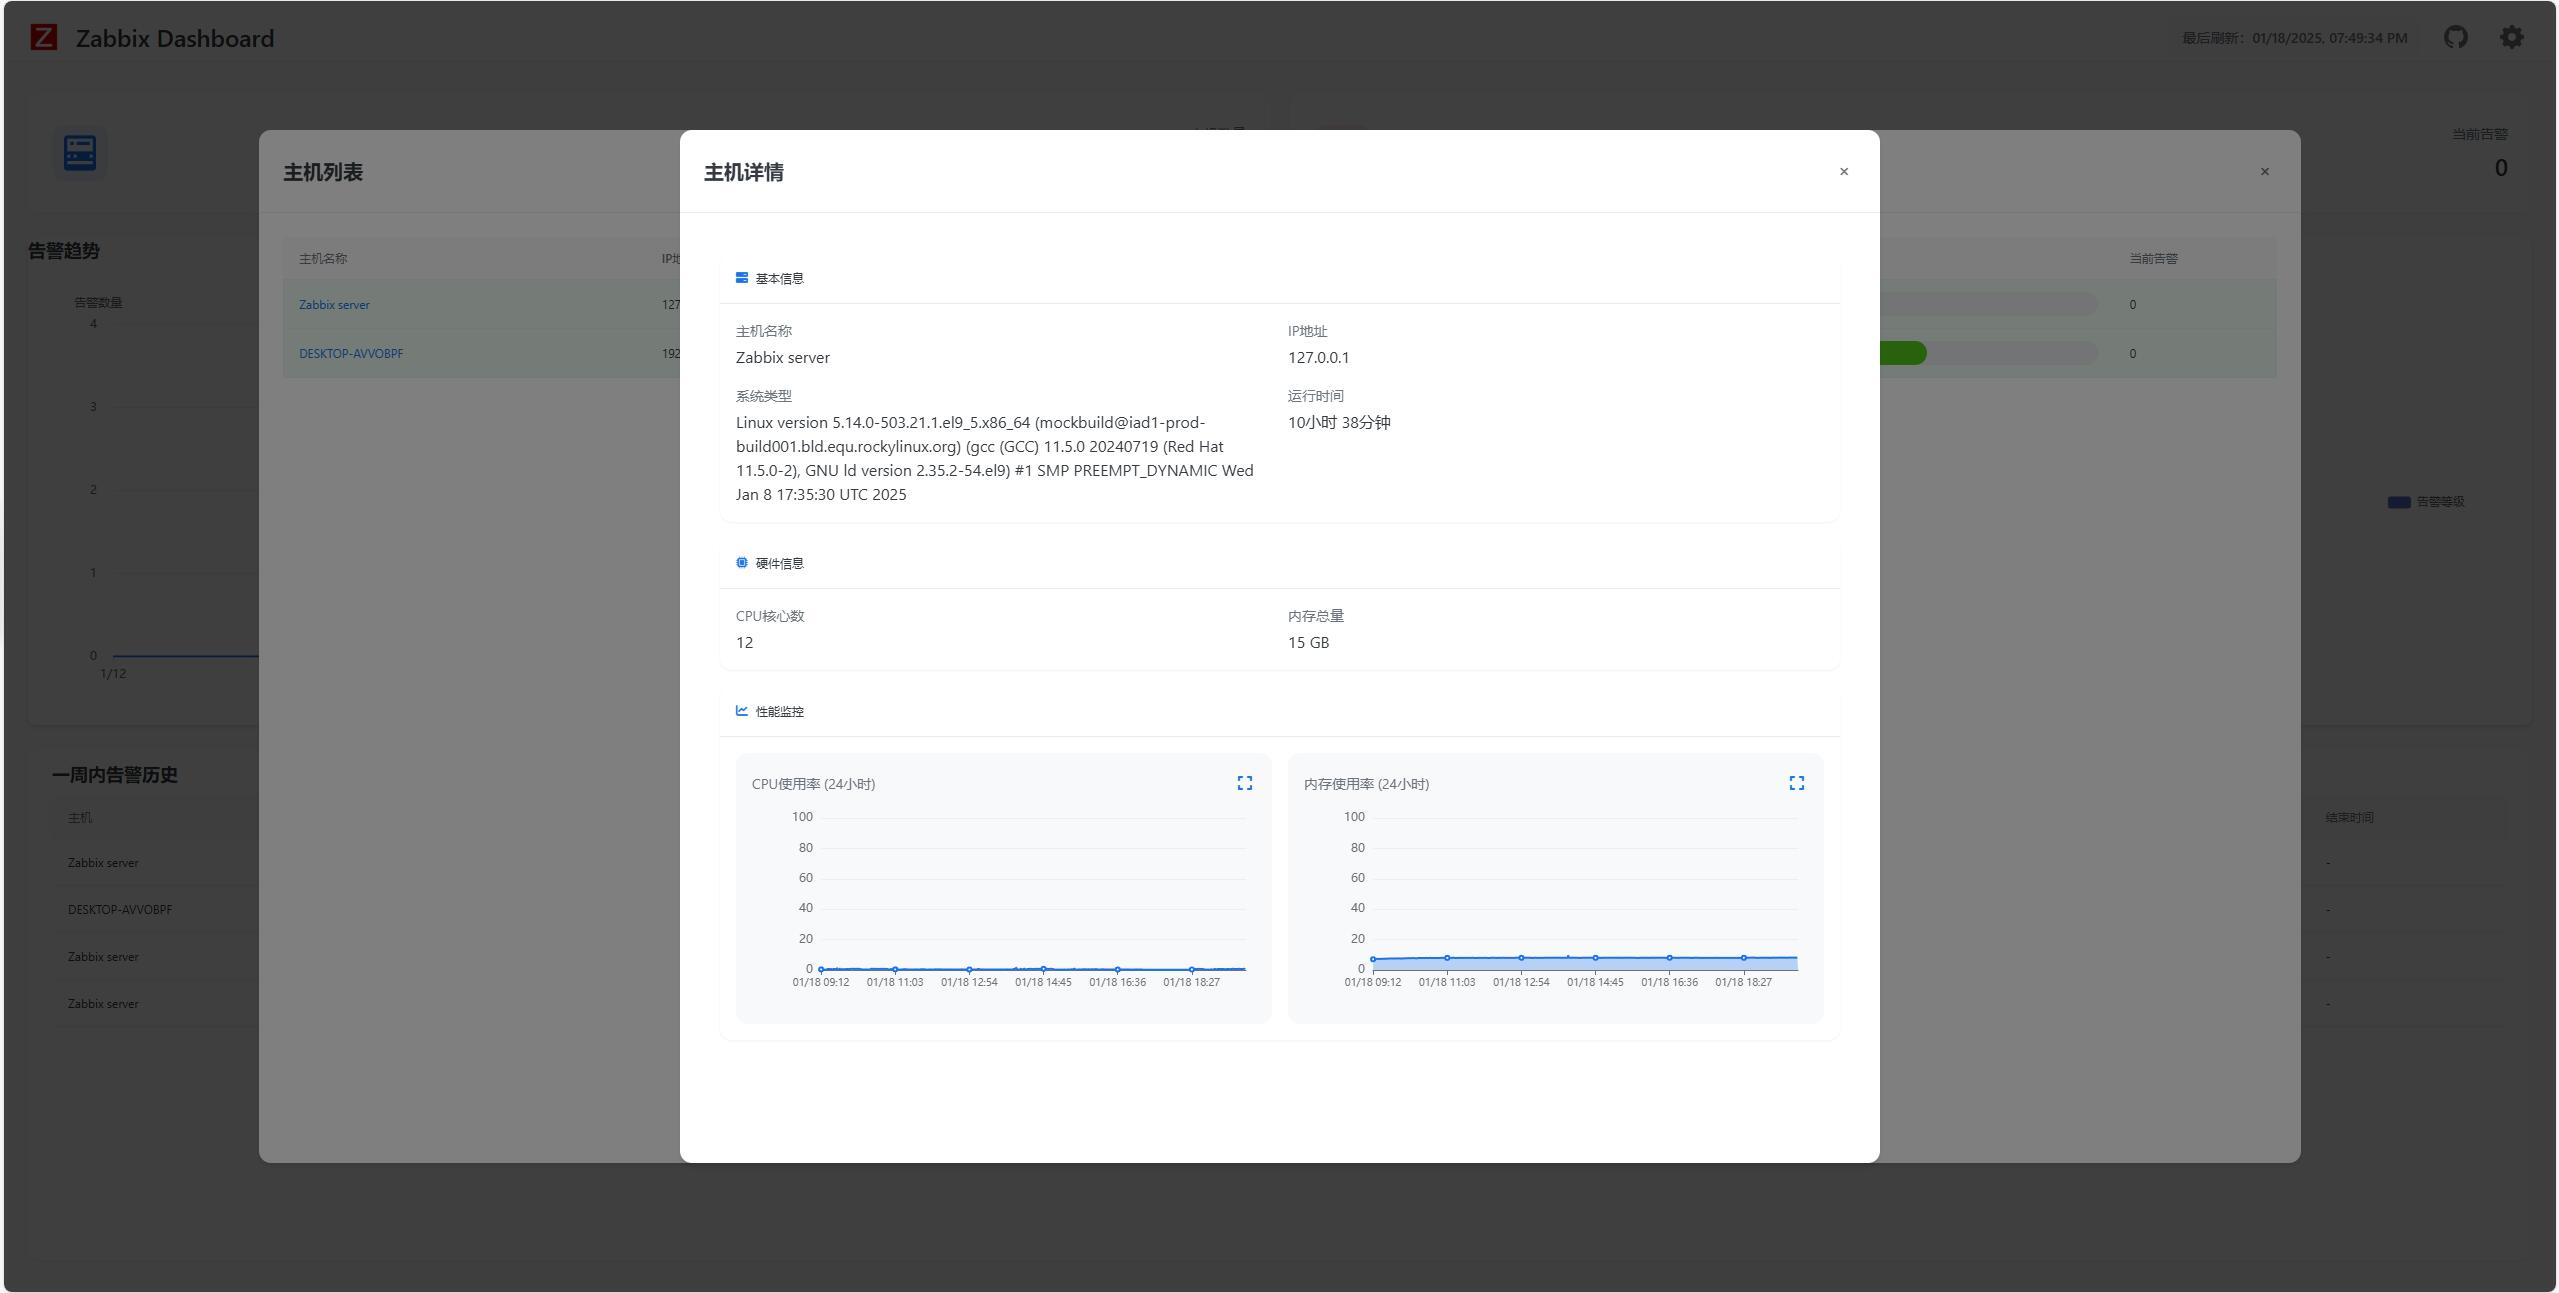 Zabbix Dashboard
最后刷新：01/18/2025, 07:49:34 PM
当前告警
0
告警趋势
告警数量
4
3
2
1
0
1/12
告警等级
一周内告警历史
主机
结束时间
Zabbix server
-
DESKTOP-AVVOBPF
-
Zabbix server
-
Zabbix server
-
主机列表
×
主机名称
当前告警
Zabbix server
127
0
DESKTOP-AVVOBPF
192
0
主机详情
×
基本信息
主机名称
Zabbix server
IP地址
127.0.0.1
系统类型
Linux version 5.14.0-503.21.1.el9_5.x86_64 (mockbuild@iad1-prod-
build001.bld.equ.rockylinux.org) (gcc (GCC) 11.5.0 20240719 (Red Hat
11.5.0-2), GNU ld version 2.35.2-54.el9) #1 SMP PREEMPT_DYNAMIC Wed
Jan 8 17:35:30 UTC 2025
运行时间
10小时 38分钟
硬件信息
CPU核心数
12
内存总量
15 GB
性能监控
CPU使用率 (24小时)
100
80
60
40
20
0
01/18 09:12 01/18 11:03 01/18 12:54 01/18 14:45 01/18 16:36 01/18 18:27
内存使用率 (24小时)
100
80
60
40
20
0
01/18 09:12 01/18 11:03 01/18 12:54 01/18 14:45 01/18 16:36 01/18 18:27